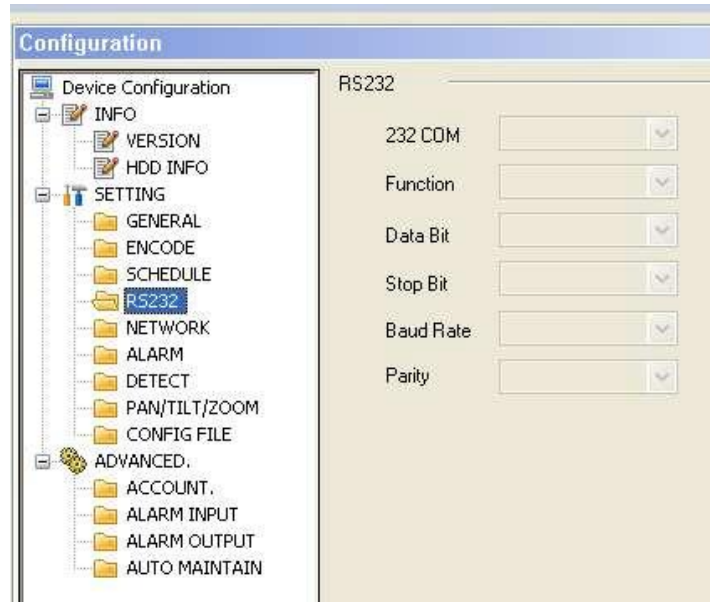 Configuration
Device Configuration
INFO
VERSION
HDD INFO
SETTING
GENERAL
ENCODE
SCHEDULE
RS232
NETWORK
ALARM
DETECT
PAN/TILT/ZOOM
CONFIG FILE
ADVANCED.
ACCOUNT.
ALARM INPUT
ALARM OUTPUT
AUTO MAINTAIN
RS232
232 COM
Function
Data Bit
Stop Bit
Baud Rate
Parity